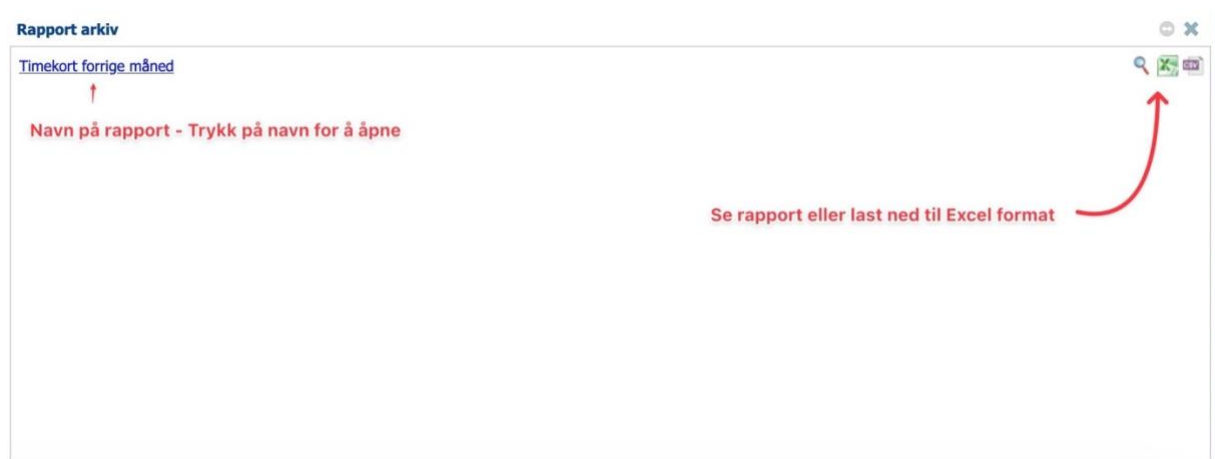 Rapport arkiv
Timekort forrige måned
CSV
Navn på rapport - Trykk på navn for å åpne
Se rapport eller last ned til Excel format